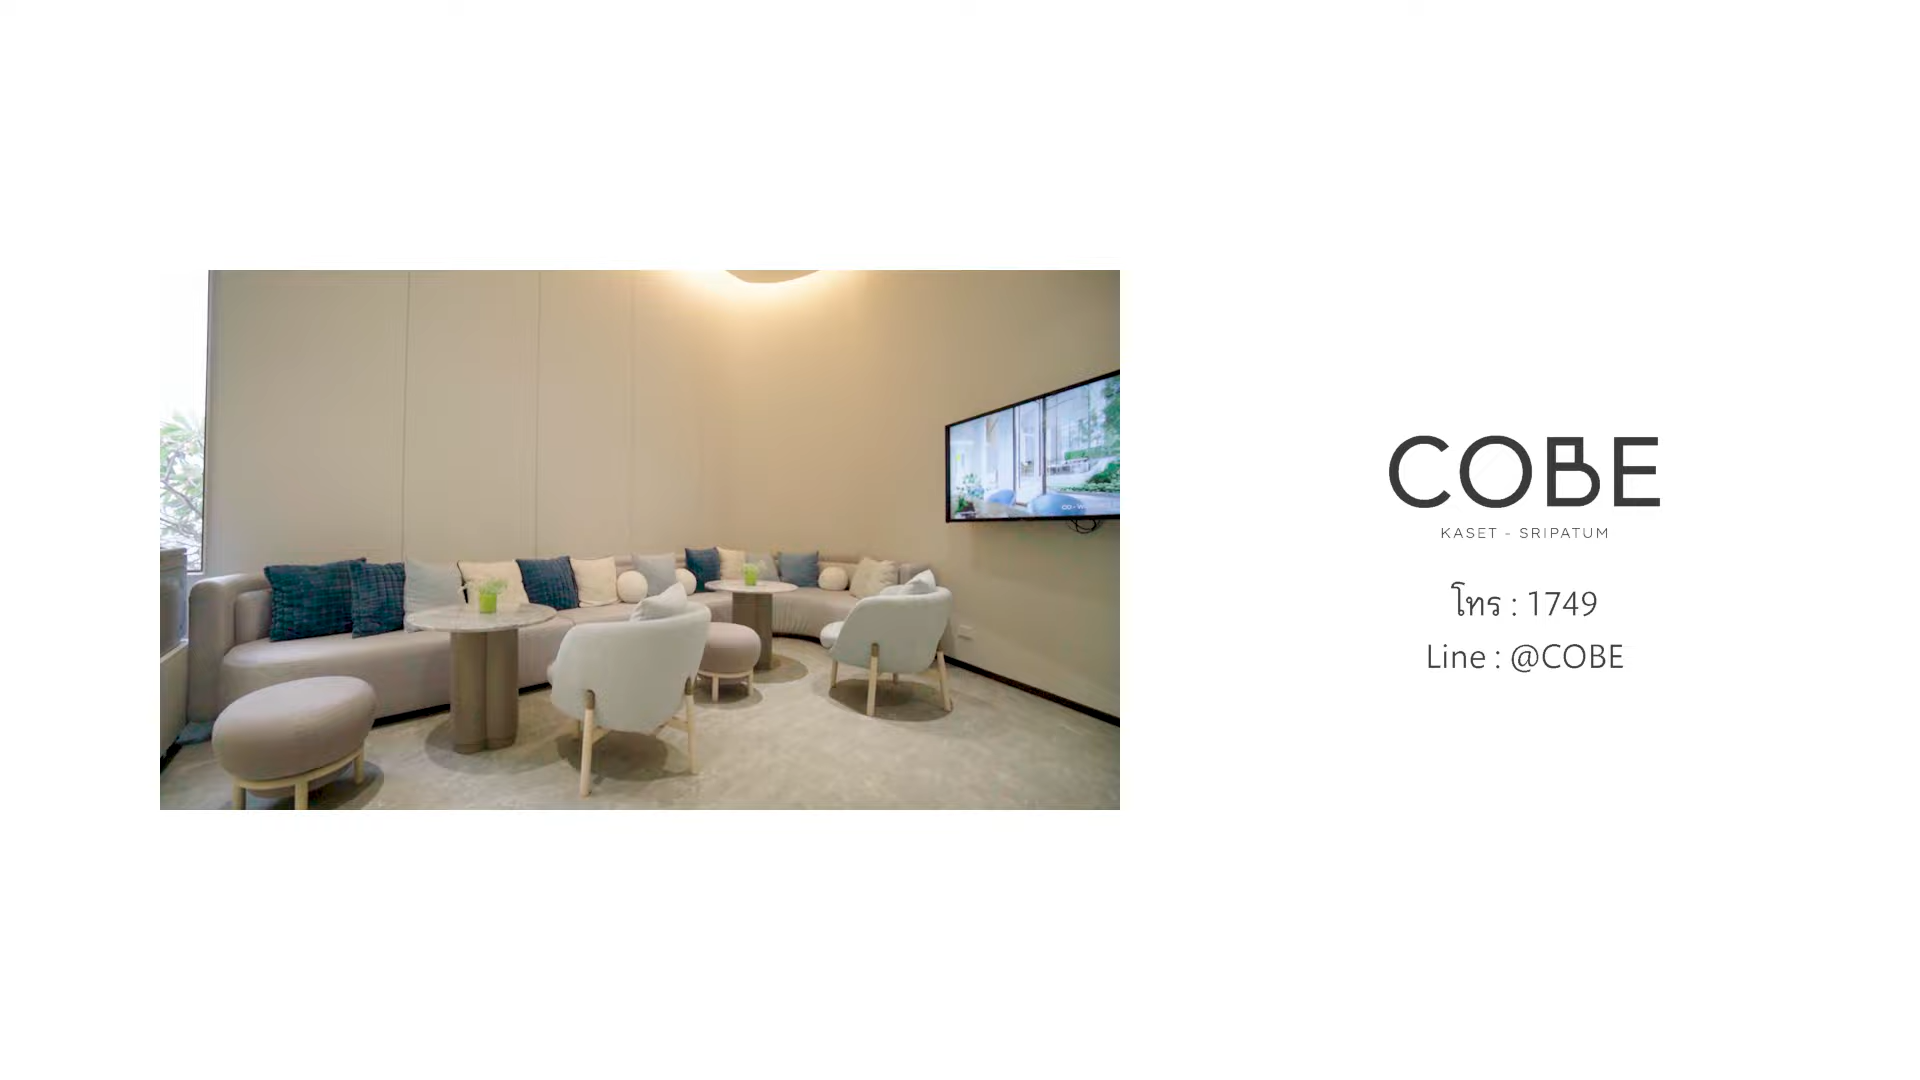 COBE
KASET - SRIPATUM
โทร : 1749
Line : @COBE